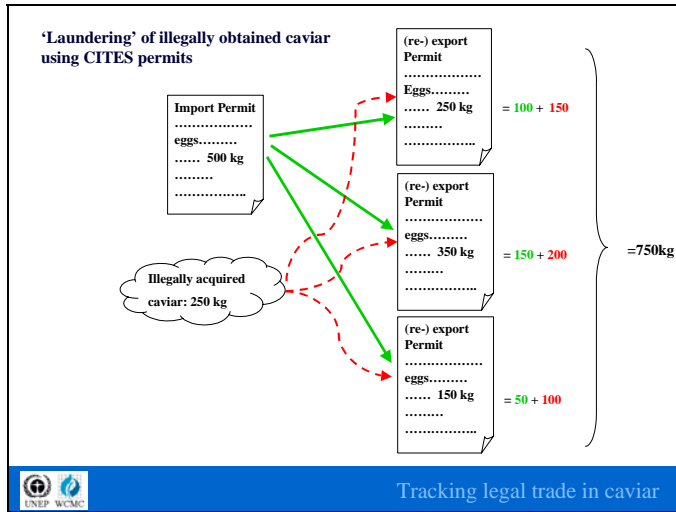 ‘Laundering’ of illegally obtained caviar
using CITES permits
Import Permit
………………
eggs………
…… 500 kg
………
……………..
Illegally acquired
caviar: 250 kg
(re-) export
Permit
………………
Eggs………
…… 250 kg
………
……………..
= 100 + 150
(re-) export
Permit
………………
eggs………
…… 350 kg
………
……………..
= 150 + 200
(re-) export
Permit
………………
eggs………
…… 150 kg
………
……………..
= 50 + 100
=750kg
UNEP WCMC
Tracking legal trade in caviar